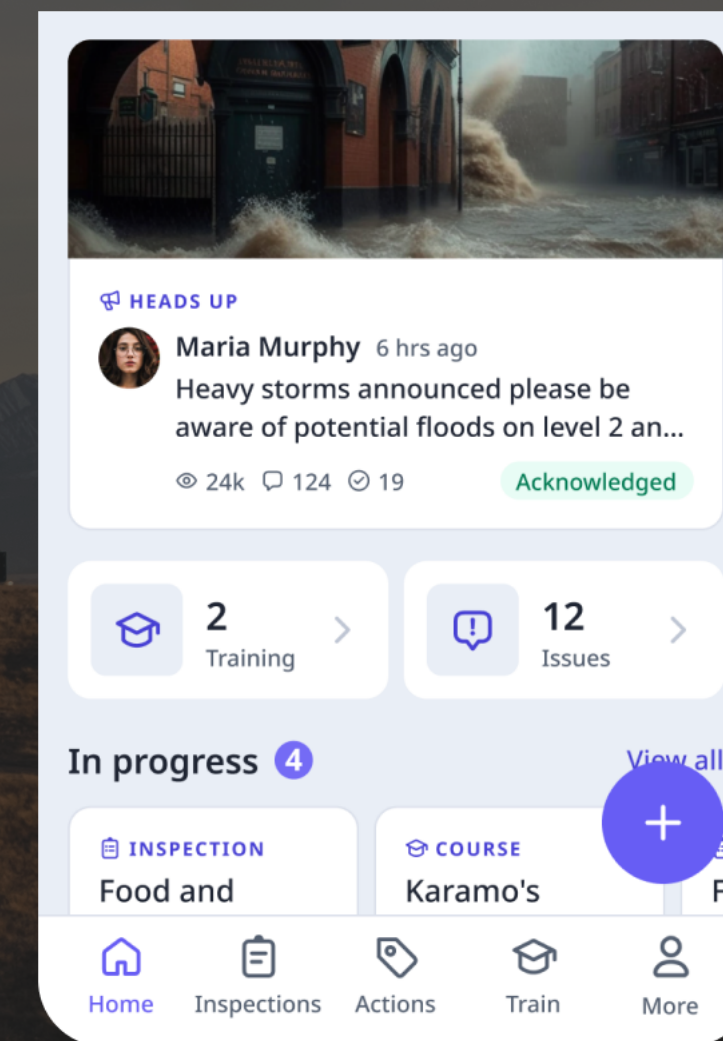 HEADS UP
Maria Murphy 6 hrs ago
Heavy storms announced please be
aware of potential floods on level 2 an...
24k 124 19 Acknowledged
2
Training
12
Issues
In progress 4 View all
INSPECTION
Food and
COURSE
Karamo's
F
Home Inspections Actions Train More